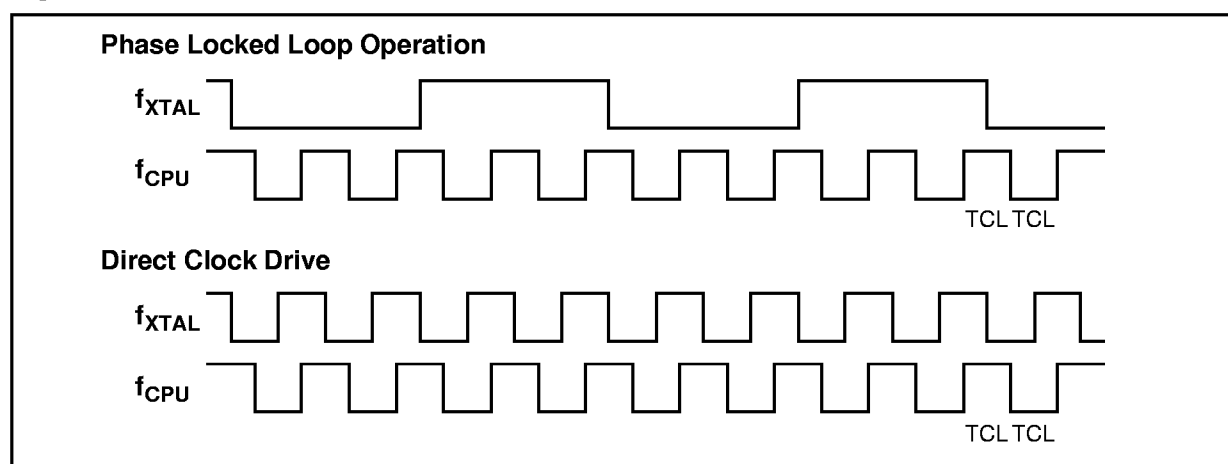 Phase Locked Loop Operation
fXTAL
fCPU
TCL TCL
Direct Clock Drive
fXTAL
fCPU
TCL TCL